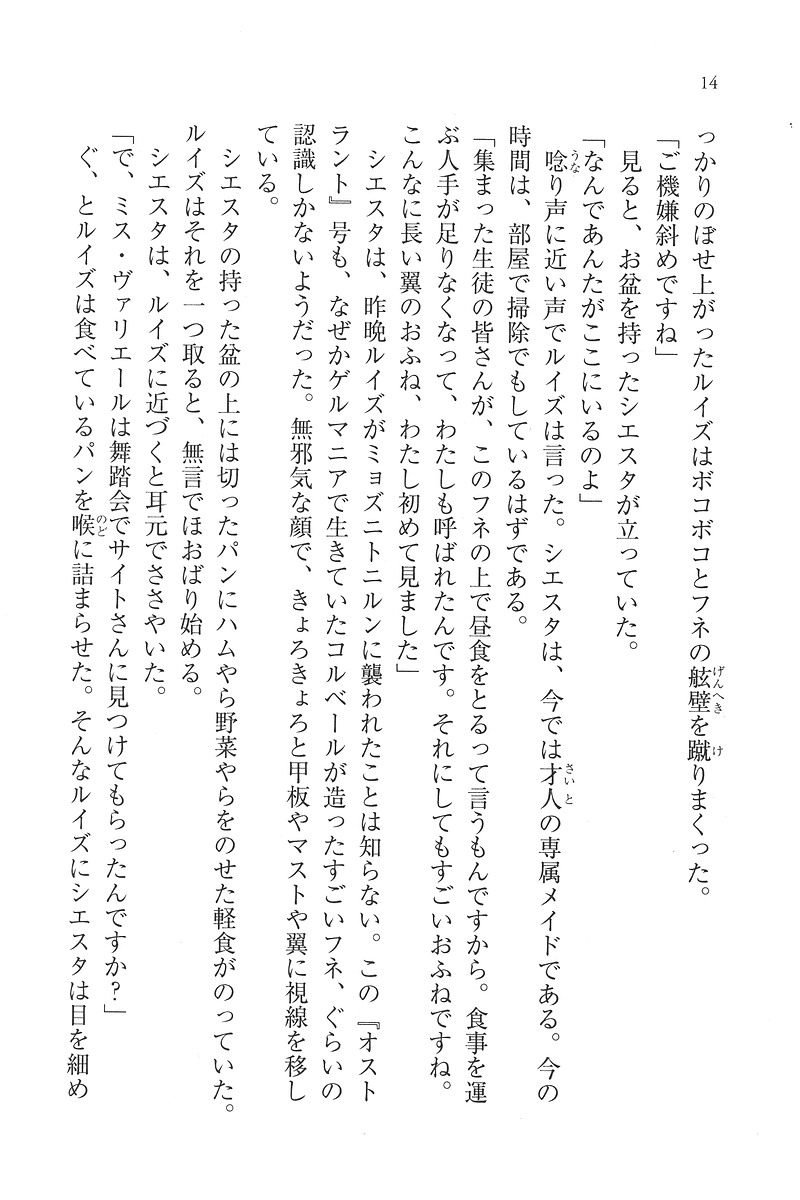 14
っかりのぼせ上がったルイズはボコボコとフネの舷壁を蹴りまくった。
「ご機嫌斜めですね」
見ると、お盆を持ったシエスタが立っていた。
「なんであんたがここにいるのよ」
唸り声に近い声でルイズは言った。シエスタは、今では才人の専属メイドである。今の
時間は、部屋で掃除でもしているはずである。
「集まった生徒の皆さんが、このフネの上で昼食をとるって言うもんですから。食事を運
ぶ人手が足りなくなって、わたしも呼ばれたんです。それにしてもすごいおふねですね。
こんなに長い翼のおふね、わたし初めて見ました」
シエスタは、昨晩ルイズがミョズニトニルンに襲われたことは知らない。この『オスト
ラント』号も、なぜかゲルマニアで生きていたコルベールが造ったすごいフネ、ぐらいの
認識しかないようだった。無邪気な顔で、きょろきょろと甲板やマストや翼に視線を移し
ている。
シエスタの持った盆の上には切ったパンにハムやら野菜やらをのせた軽食がのっていた。
ルイズはそれを一つ取ると、無言でほおばり始める。
シエスタは、ルイズに近づくと耳元でささやいた。
「で、ミス・ヴァリエールは舞踏会でサイトさんに見つけてもらったんですか？」
ぐ、とルイズは食べているパンを喉に詰まらせた。そんなルイズにシエスタは目を細め